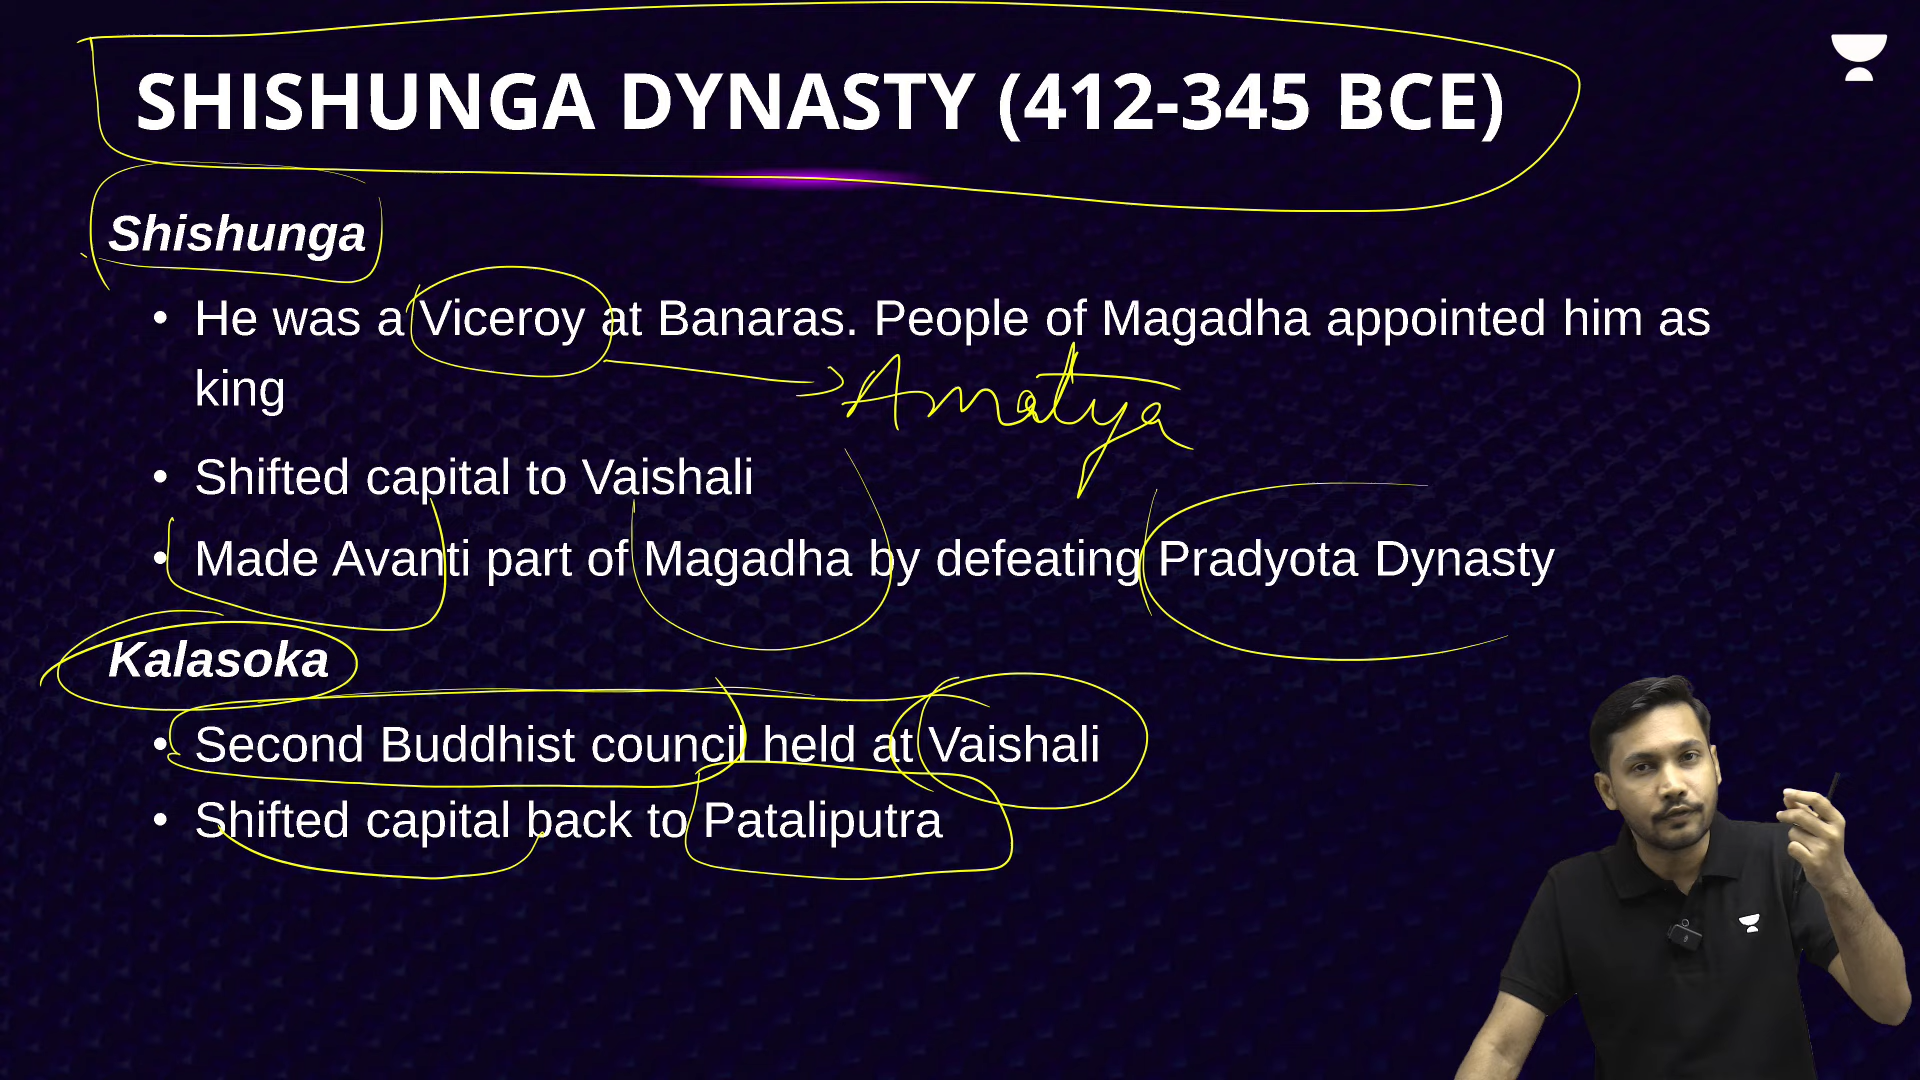 SHISHUNGA DYNASTY (412-345 BCE)
Shishunga
• He was a Viceroy at Banaras. People of Magadha appointed him as
king
Amatya
• Shifted capital to Vaishali
• Made Avanti part of Magadha by defeating Pradyota Dynasty
Kalasoka
• Second Buddhist council held at Vaishali
• Shifted capital back to Pataliputra